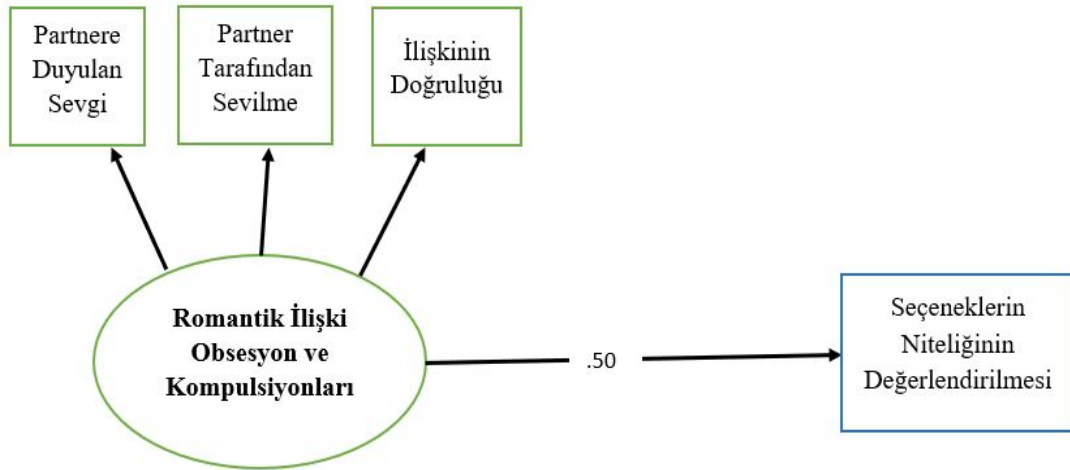 Partnere
Duyulan
Sevgi
Partner
Tarafından
Sevilme
İlişkinin
Doğruluğu
Romantik İlişki
Obsesyon ve
Kompulsiyonları
.50
Seçeneklerin
Niteliğinin
Değerlendirilmesi